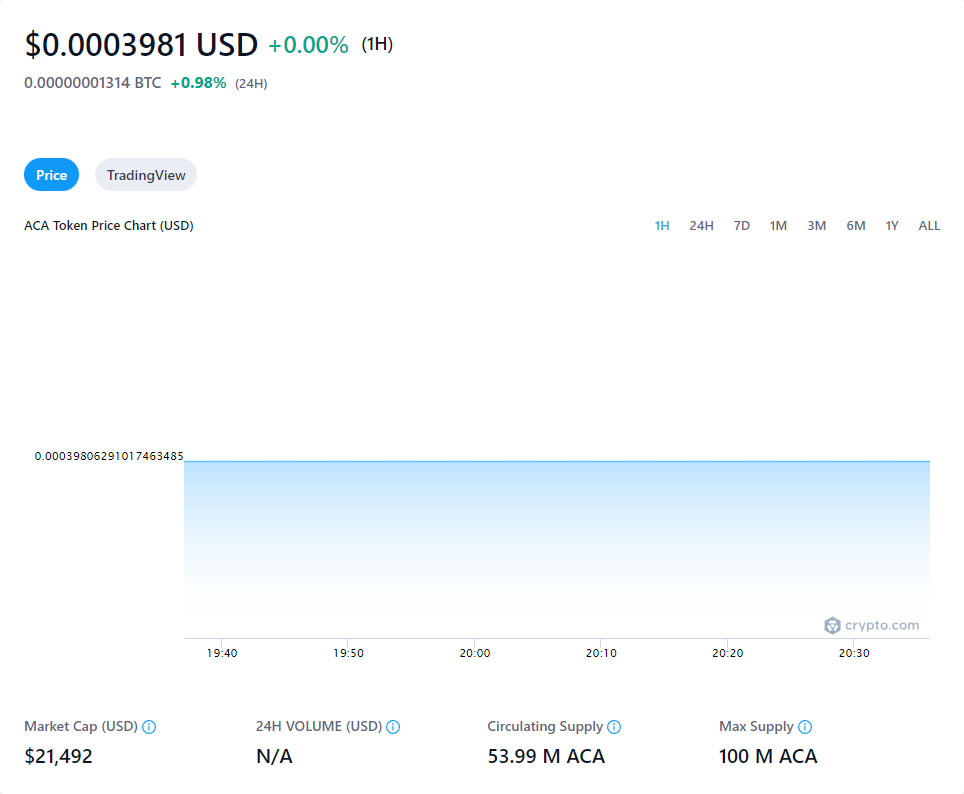 $0.0003981 USD +0.00% (1H)
0.00000001314 BTC +0.98% (24H)
Price TradingView
ACA Token Price Chart (USD) 1H 24H 7D 1M 3M 6M 1Y ALL
0.00039806291017463485
crypto.com
19:40 19:50 20:00 20:10 20:20 20:30
Market Cap (USD) 24H VOLUME (USD) Circulating Supply Max Supply
$21,492 N/A 53.99 M ACA 100 M ACA